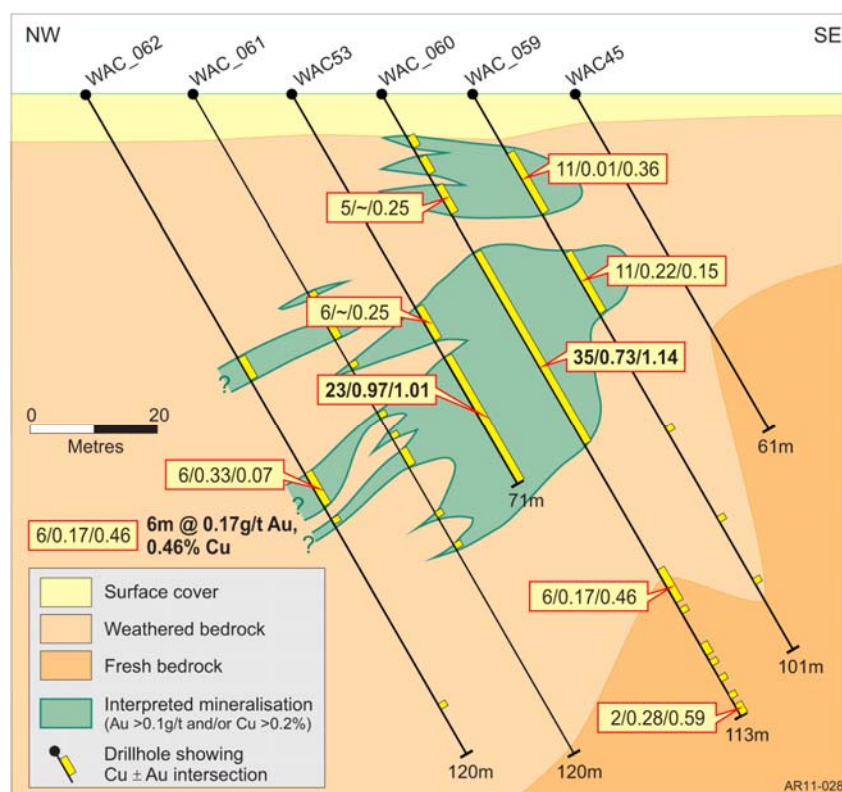 NW
SE
WAC_062
WAC_061
WAC53
WAC_060
WAC_059
WAC45
11/0.01/0.36
5/~/0.25
11/0.22/0.15
6/~/0.25
35/0.73/1.14
?
23/0.97/1.01
0 20
Metres
61m
6/0.33/0.07
71m
?
6/0.17/0.46
6m @ 0.17g/t Au,
0.46% Cu
?
6/0.17/0.46
Surface cover
Weathered bedrock
Fresh bedrock
Interpreted mineralisation
(Au >0.1g/t and/or Cu >0.2%)
Drillhole showing
Cu ± Au intersection
101m
2/0.28/0.59
113m
120m
120m
AR11-028